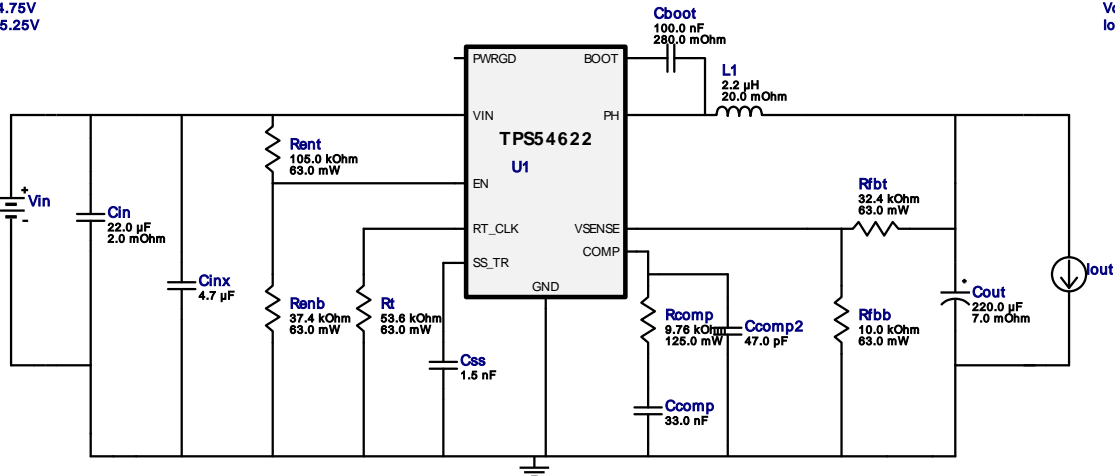 4.75V
5.25V
Cboot
100.0 nF
280.0 mOhm
PWRGD
BOOT
L1
2.2 µH
20.0 mOhm
VIN
PH
TPS54622
U1
Rent
105.0 kOhm
63.0 mW
EN
Vin
+
-
Cin
22.0 µF
2.0 mOhm
Rfbt
32.4 kOhm
63.0 mW
RT_CLK
VSENSE
COMP
SS_TR
GND
Cinx
4.7 µF
Renb
37.4 kOhm
63.0 mW
Rt
53.6 kOhm
63.0 mW
Css
1.5 nF
Rcomp
9.76 kOhm
125.0 mW
Ccomp2
47.0 pF
Rfbb
10.0 kOhm
63.0 mW
Cout
220.0 µF
7.0 mOhm
Iout
Ccomp
33.0 nF